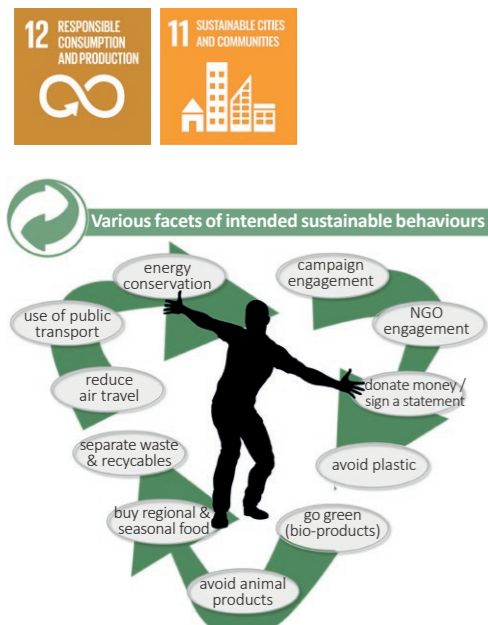 12 RESPONSIBLE
CONSUMPTION
AND PRODUCTION
11 SUSTAINABLE CITIES
AND COMMUNITIES
Various facets of intended sustainable behaviours
energy
conservation
campaign
engagement
use of public
transport
NGO
engagement
reduce
air travel
donate money /
sign a statement
separate waste
& recycables
avoid plastic
buy regional &
seasonal food
go green
(bio-products)
avoid animal
products